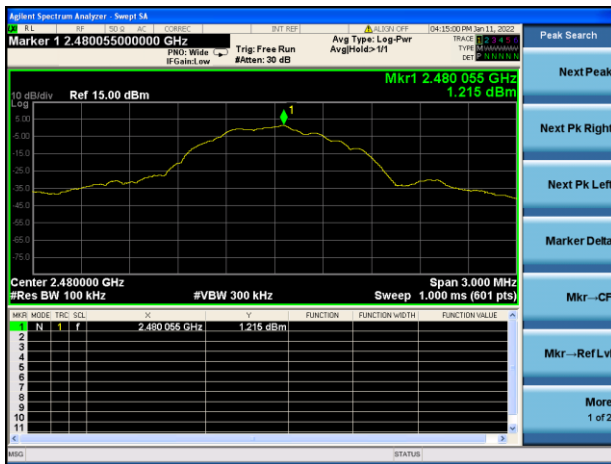 Agilent Spectrum Analyzer - Swept SA
RL RF 50 Ω AC CORREC INT REF ALIGN OFF 04:15:00 PM Jan 11, 2022
Marker 1 2.480055000000 GHz
PNO: Wide
IFGain:Low
Trig: Free Run
#Atten: 30 dB
Avg Type: Log-Pwr
Avg|Hold:>1/1
TRACE 1 2 3 4 5 6
TYPE M
DET P N N N N N
Peak Search
Mkr1 2.480 055 GHz
1.215 dBm
10 dB/div Ref 15.00 dBm
Log
1
5.00
-5.00
-15.0
-25.0
-35.0
-45.0
-55.0
-65.0
-75.0
Center 2.480000 GHz
Span 3.000 MHz
#Res BW 100 kHz
#VBW 300 kHz
Sweep 1.000 ms (601 pts)
MKR MODE TRC SCL X Y FUNCTION FUNCTION WIDTH FUNCTION VALUE
1 N 1 f 2.480 055 GHz 1.215 dBm
2
3
4
5
6
7
8
9
10
11
MSG STATUS
Next Peak
Next Pk Right
Next Pk Left
Marker Delta
Mkr→CF
Mkr→Ref Lvl
More
1 of 2